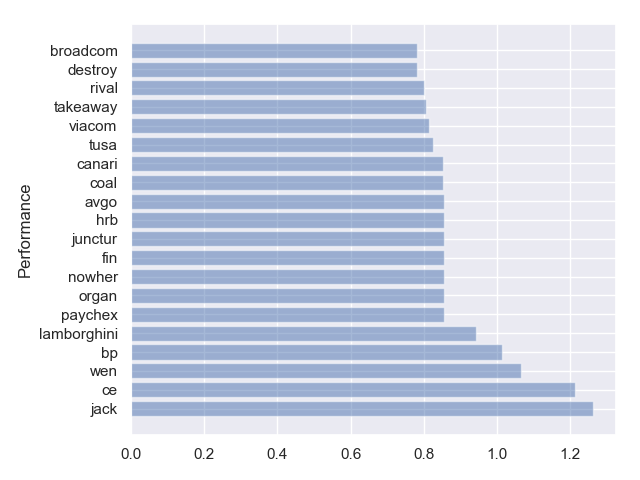 broadcom
destroy
rival
takeaway
viacom
tusa
canari
coal
avgo
hrb
junctur
fin
nowher
organ
paychex
lamborghini
bp
wen
ce
jack
Performance
0.0 0.2 0.4 0.6 0.8 1.0 1.2